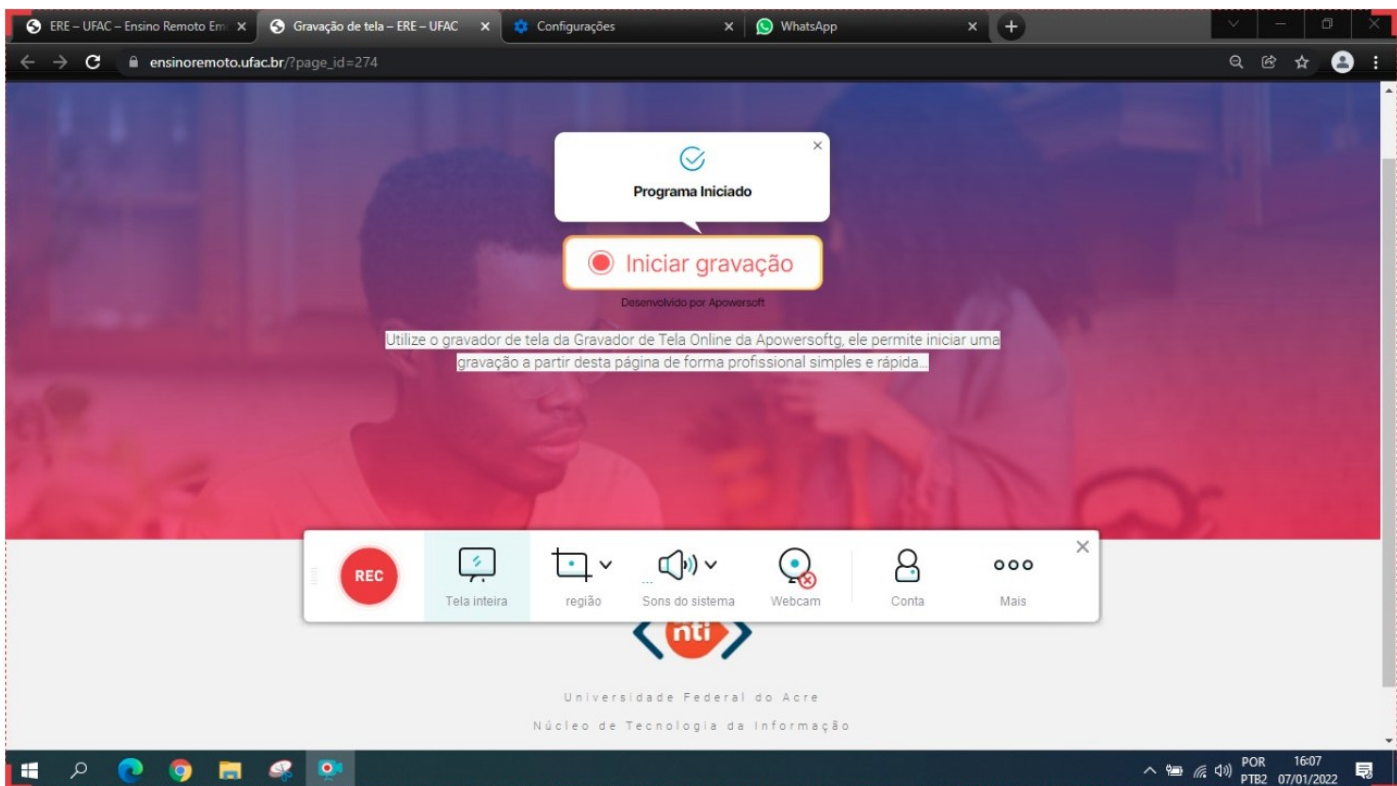 ERE – UFAC – Ensino Remoto Em
Gravação de tela – ERE – UFAC
Configurações
WhatsApp
ensinoremoto.ufac.br/?page_id=274
Programa Iniciado
Iniciar gravação
Desenvolvido por Apowersoft
Utilize o gravador de tela da Gravador de Tela Online da Apowersoftg, ele permite iniciar uma
gravação a partir desta página de forma profissional simples e rápida...
REC
Tela inteira
região
Sons do sistema
Webcam
Conta
Mais
nti
Universidade Federal do Acre
Núcleo de Tecnologia da Informação
POR
PTB2
16:07
07/01/2022